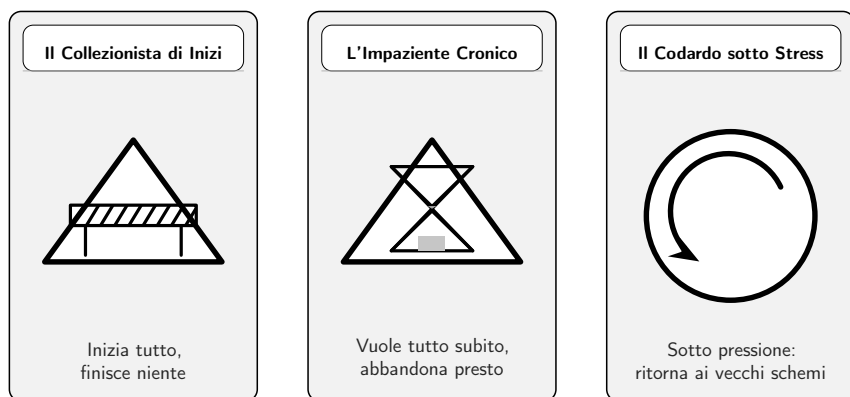 Il Collezionista di Inizi
Inizia tutto,
finisce niente
L'Impaziente Cronico
Vuole tutto subito,
abbandona presto
Il Codardo sotto Stress
Sotto pressione:
ritorna ai vecchi schemi